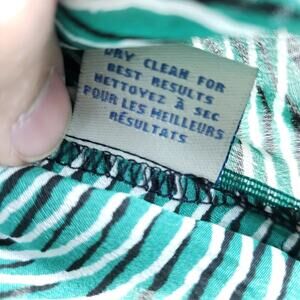 DRY CLEAN FOR
BEST RESULTS
NETTOYEZ À SEC
POUR LES MEILLEURS
RÉSULTATS